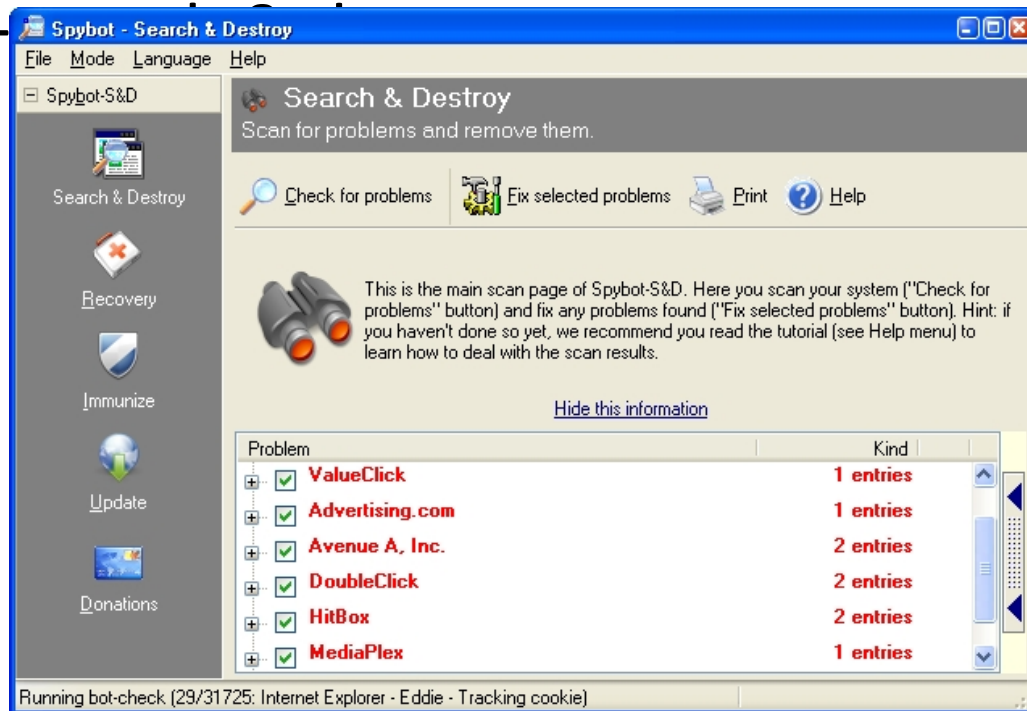 Spybot - Search & Destroy
File Mode Language Help
Spybot-S&D
Search & Destroy
Recovery
Immunize
Update
Donations
Search & Destroy
Scan for problems and remove them.
Check for problems Fix selected problems Print Help
This is the main scan page of Spybot-S&D. Here you scan your system ("Check for
problems" button) and fix any problems found ("Fix selected problems" button). Hint: if
you haven't done so yet, we recommend you read the tutorial (see Help menu) to
learn how to deal with the scan results.
Hide this information
Problem Kind
ValueClick 1 entries
Advertising.com 1 entries
Avenue A, Inc. 2 entries
DoubleClick 2 entries
HitBox 2 entries
MediaPlex 1 entries
Running bot-check (29/31725: Internet Explorer - Eddie - Tracking cookie)